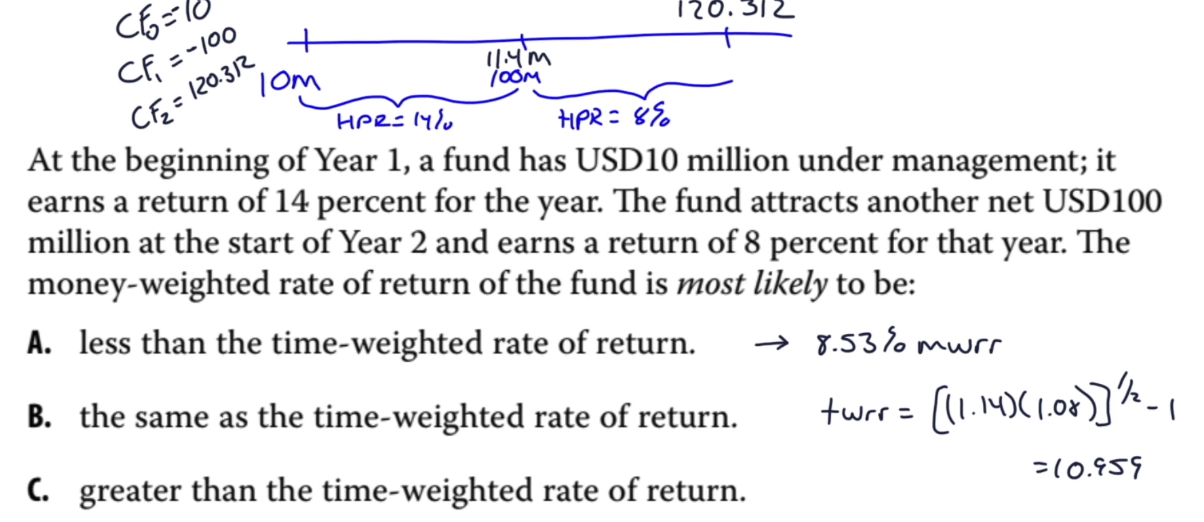 CF0=10
CF1=-100
CF2=120.312
120.312
10m
11.4m
100m
HPR=14%
HPR=8%
At the beginning of Year 1, a fund has USD10 million under management; it
earns a return of 14 percent for the year. The fund attracts another net USD100
million at the start of Year 2 and earns a return of 8 percent for that year. The
money-weighted rate of return of the fund is most likely to be:
A. less than the time-weighted rate of return. → 8.53% mwrr
B. the same as the time-weighted rate of return.
twrr = [(1.14)(1.08)]^1/2 - 1
=10.959
C. greater than the time-weighted rate of return.